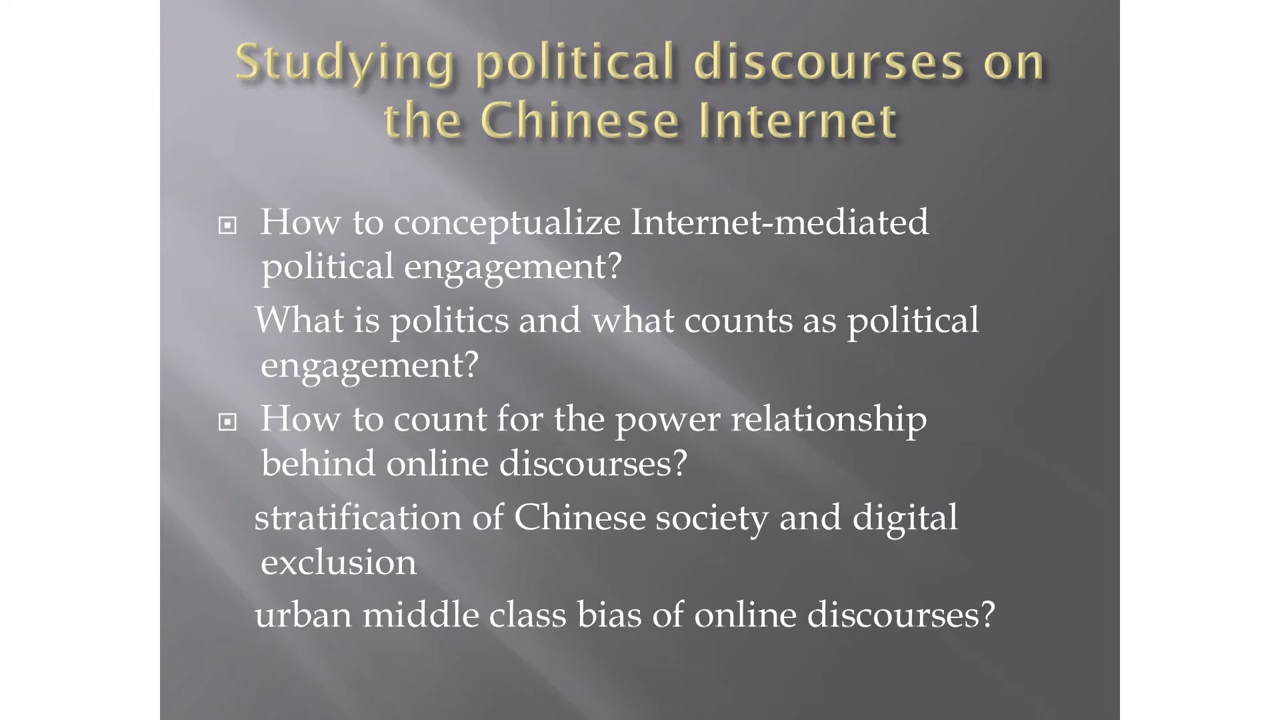 Studying political discourses on
the Chinese Internet
How to conceptualize Internet-mediated
political engagement?
What is politics and what counts as political
engagement?
How to count for the power relationship
behind online discourses?
stratification of Chinese society and digital
exclusion
urban middle class bias of online discourses?